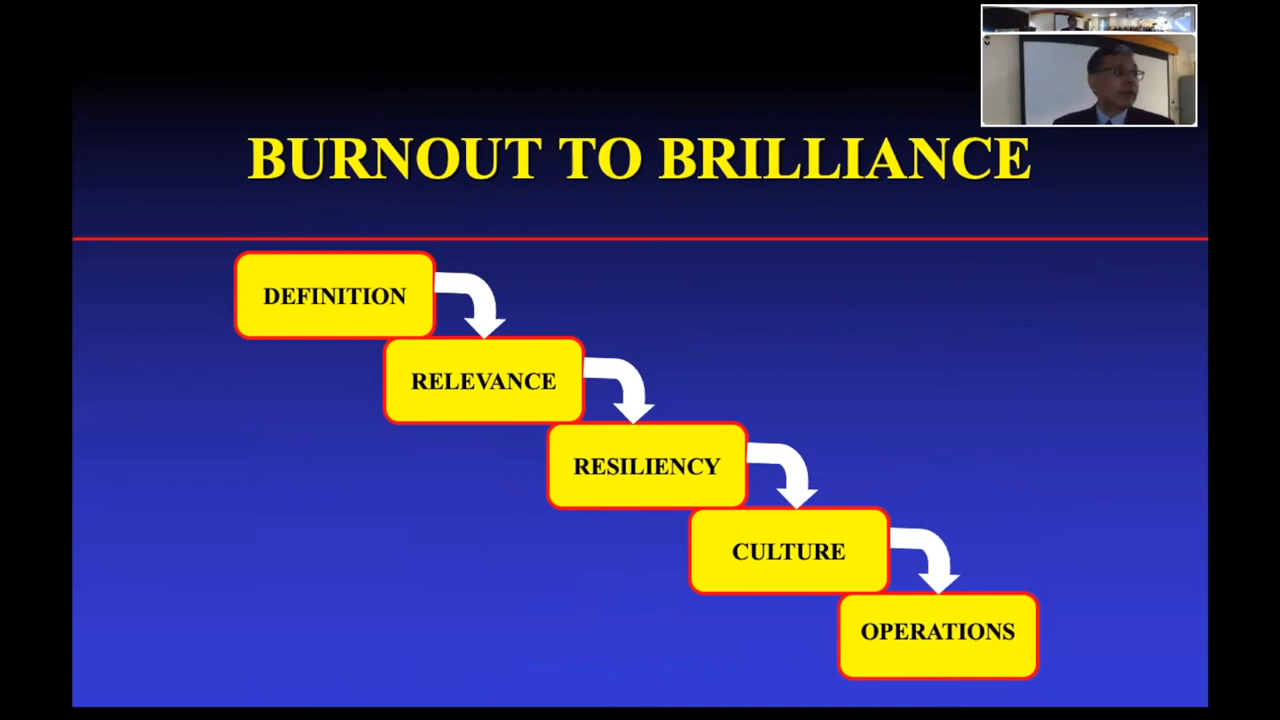 BURNOUT TO BRILLIANCE
DEFINITION
RELEVANCE
RESILIENCY
CULTURE
OPERATIONS